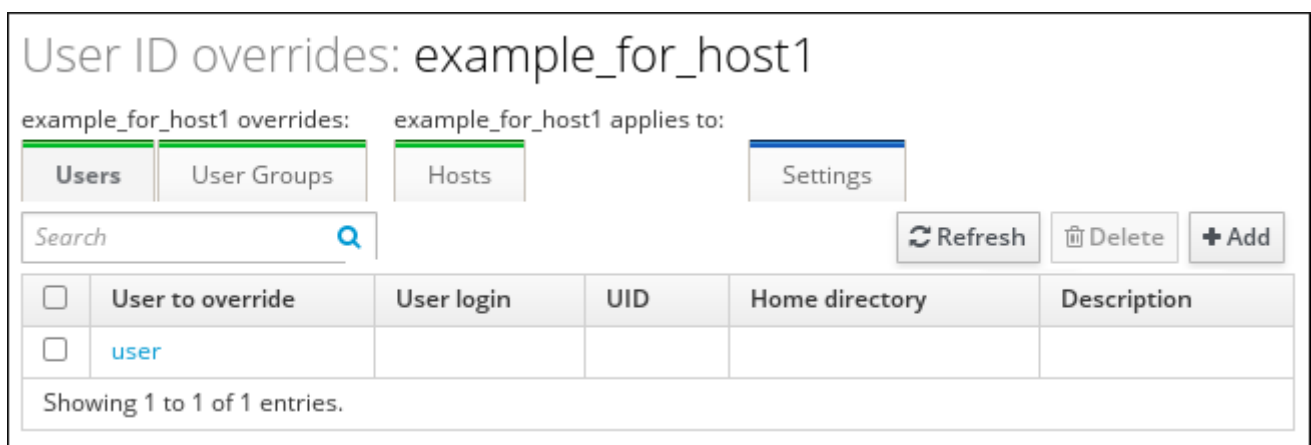 User ID overrides: example_for_host1
example_for_host1 overrides: example_for_host1 applies to:
Users User Groups Hosts Settings
Search Refresh Delete Add
User to override User login UID Home directory Description
user
Showing 1 to 1 of 1 entries.